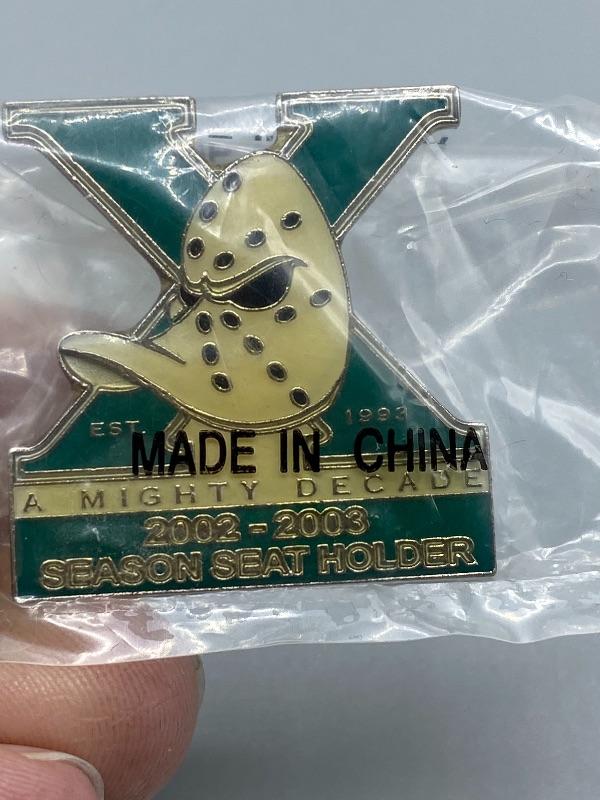 X
EST. 1993
MADE IN CHINA
A MIGHTY DECADE
2002-2003
SEASON SEAT HOLDER